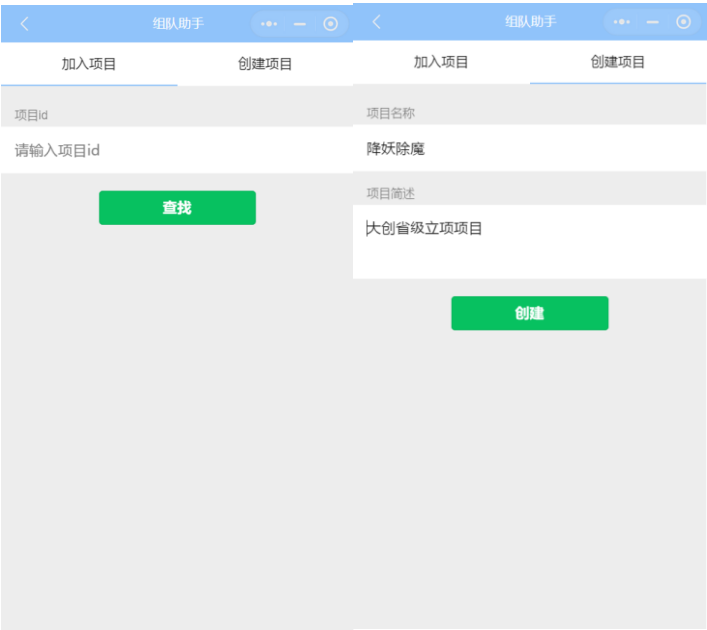 组队助手
加入项目
创建项目
项目id
请输入项目id
查找
组队助手
加入项目
创建项目
项目名称
降妖除魔
项目简述
大创省级立项项目
创建